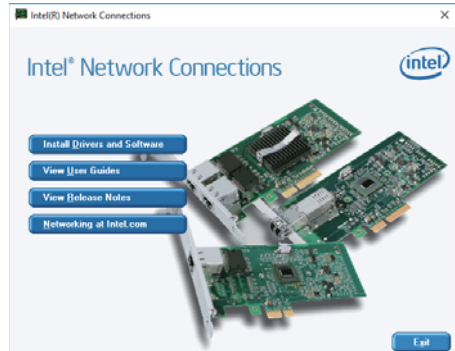 Intel(R) Network Connections
Intel® Network Connections
intel
Install Drivers and Software
View User Guides
View Release Notes
Networking at Intel.com
Exit